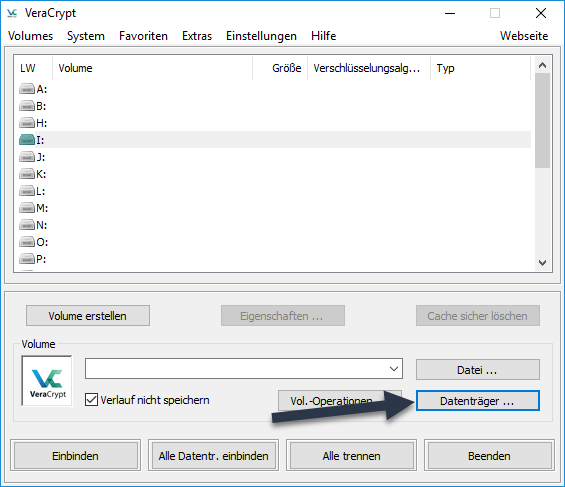 VeraCrypt
Volumes System Favoriten Extras Einstellungen Hilfe Webseite
LW Volume Größe Verschlüsselungsalg... Typ
A:
B:
H:
I:
J:
K:
L:
M:
N:
O:
P:
Volume erstellen Eigenschaften ... Cache sicher löschen
Volume
Datei ...
VeraCrypt
Verlauf nicht speichern Vol.-Operationen Datenträger ...
Einbinden Alle Datentr. einbinden Alle trennen Beenden